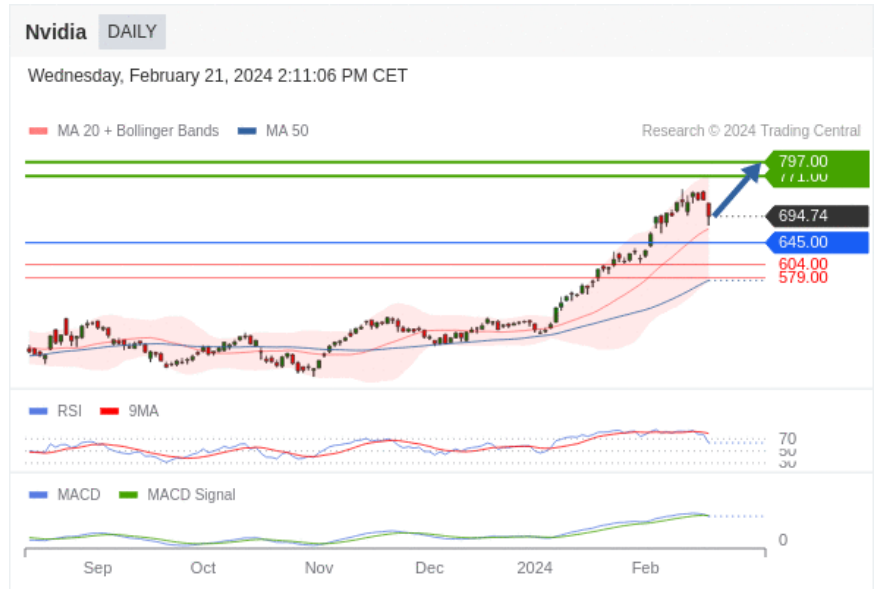 Nvidia DAILY
Wednesday, February 21, 2024 2:11:06 PM CET
MA 20 + Bollinger Bands MA 50 Research © 2024 Trading Central
797.00
771.00
694.74
645.00
604.00
579.00
RSI 9MA
70
50
30
MACD MACD Signal
0
Sep Oct Nov Dec 2024 Feb